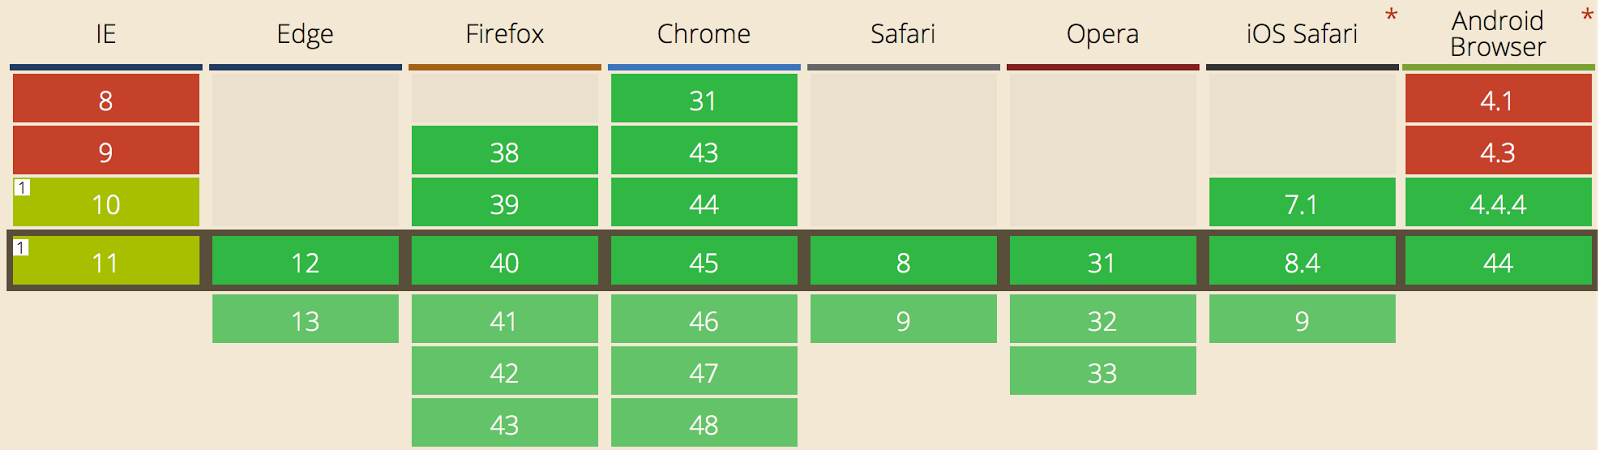 IE Edge Firefox Chrome Safari Opera iOS Safari * Android Browser *
8 31 4.1
9 38 43 4.3
1 10 39 44 7.1 4.4.4
1 11 12 40 45 8 31 8.4 44
13 41 46 9 32 9
42 47 33
43 48